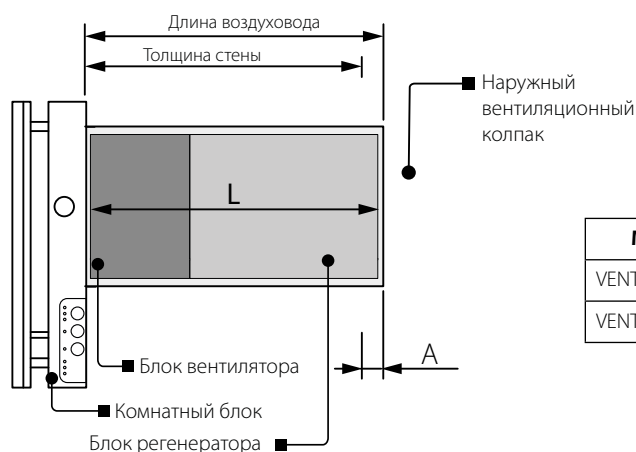 Длина воздуховода
Толщина стены
Наружный
вентиляционный
колпак
L
VENT
VENT
A
Блок вентилятора
Комнатный блок
Блок регенератора